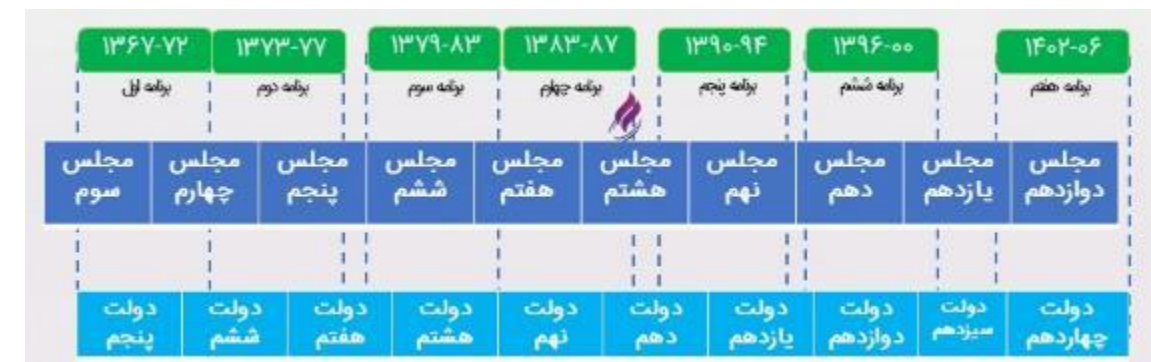 ۱۳۶۷-۷۲
۱۳۷۳-۷۷
۱۳۷۹-۸۳
۱۳۸۳-۸۷
۱۳۹۰-۹۴
۱۳۹۶-۰۰
۱۴۰۲-۰۶
برنامه اول
برنامه دوم
برنامه سوم
برنامه چهارم
برنامه پنجم
برنامه ششم
برنامه هفتم
مجلس
سوم
مجلس
چهارم
مجلس
پنجم
مجلس
ششم
مجلس
هفتم
مجلس
هشتم
مجلس
نهم
مجلس
دهم
مجلس
یازدهم
مجلس
دوازدهم
دولت
پنجم
دولت
ششم
دولت
هفتم
دولت
هشتم
دولت
نهم
دولت
دهم
دولت
یازدهم
دولت
دوازدهم
دولت
سیزدهم
دولت
چهاردهم